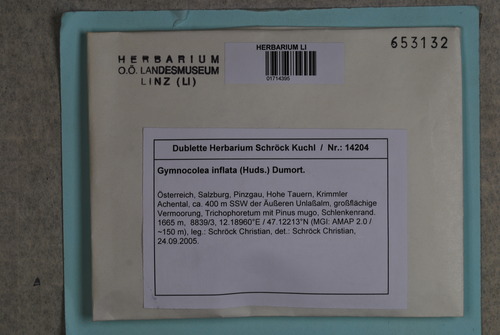 653132
HERBARIUM
O.Ö. LANDESMUSEUM
LINZ (LI)
HERBARIUM LI
01714395
Dublette Herbarium Schröck Kuchl / Nr.: 14204
Gymnocolea inflata (Huds.) Dumort.
Österreich, Salzburg, Pinzgau, Hohe Tauern, Krimmler
Achental, ca. 400 m SSW der Äußeren Unlaßalm, großflächige
Vermoorung, Trichophoretum mit Pinus mugo, Schlenkenrand.
1665 m, 8839/3, 12.18960°E / 47.12213°N (MGI: AMAP 2.0 /
~150 m), leg.: Schröck Christian, det.: Schröck Christian,
24.09.2005.